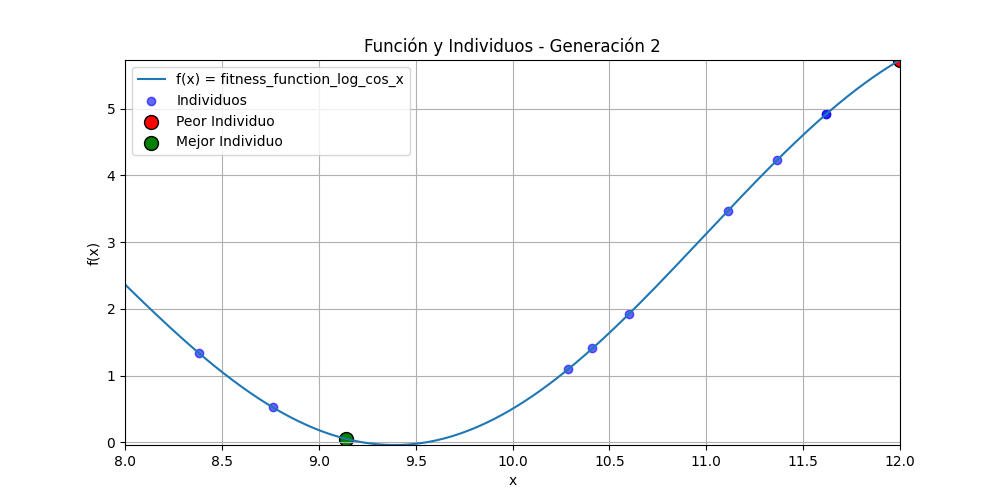 Función y Individuos - Generación 2
f(x) = fitness_function_log_cos_x
Individuos
Peor Individuo
Mejor Individuo
f(x)
5
4
3
2
1
0
8.0 8.5 9.0 9.5 10.0 10.5 11.0 11.5 12.0
x